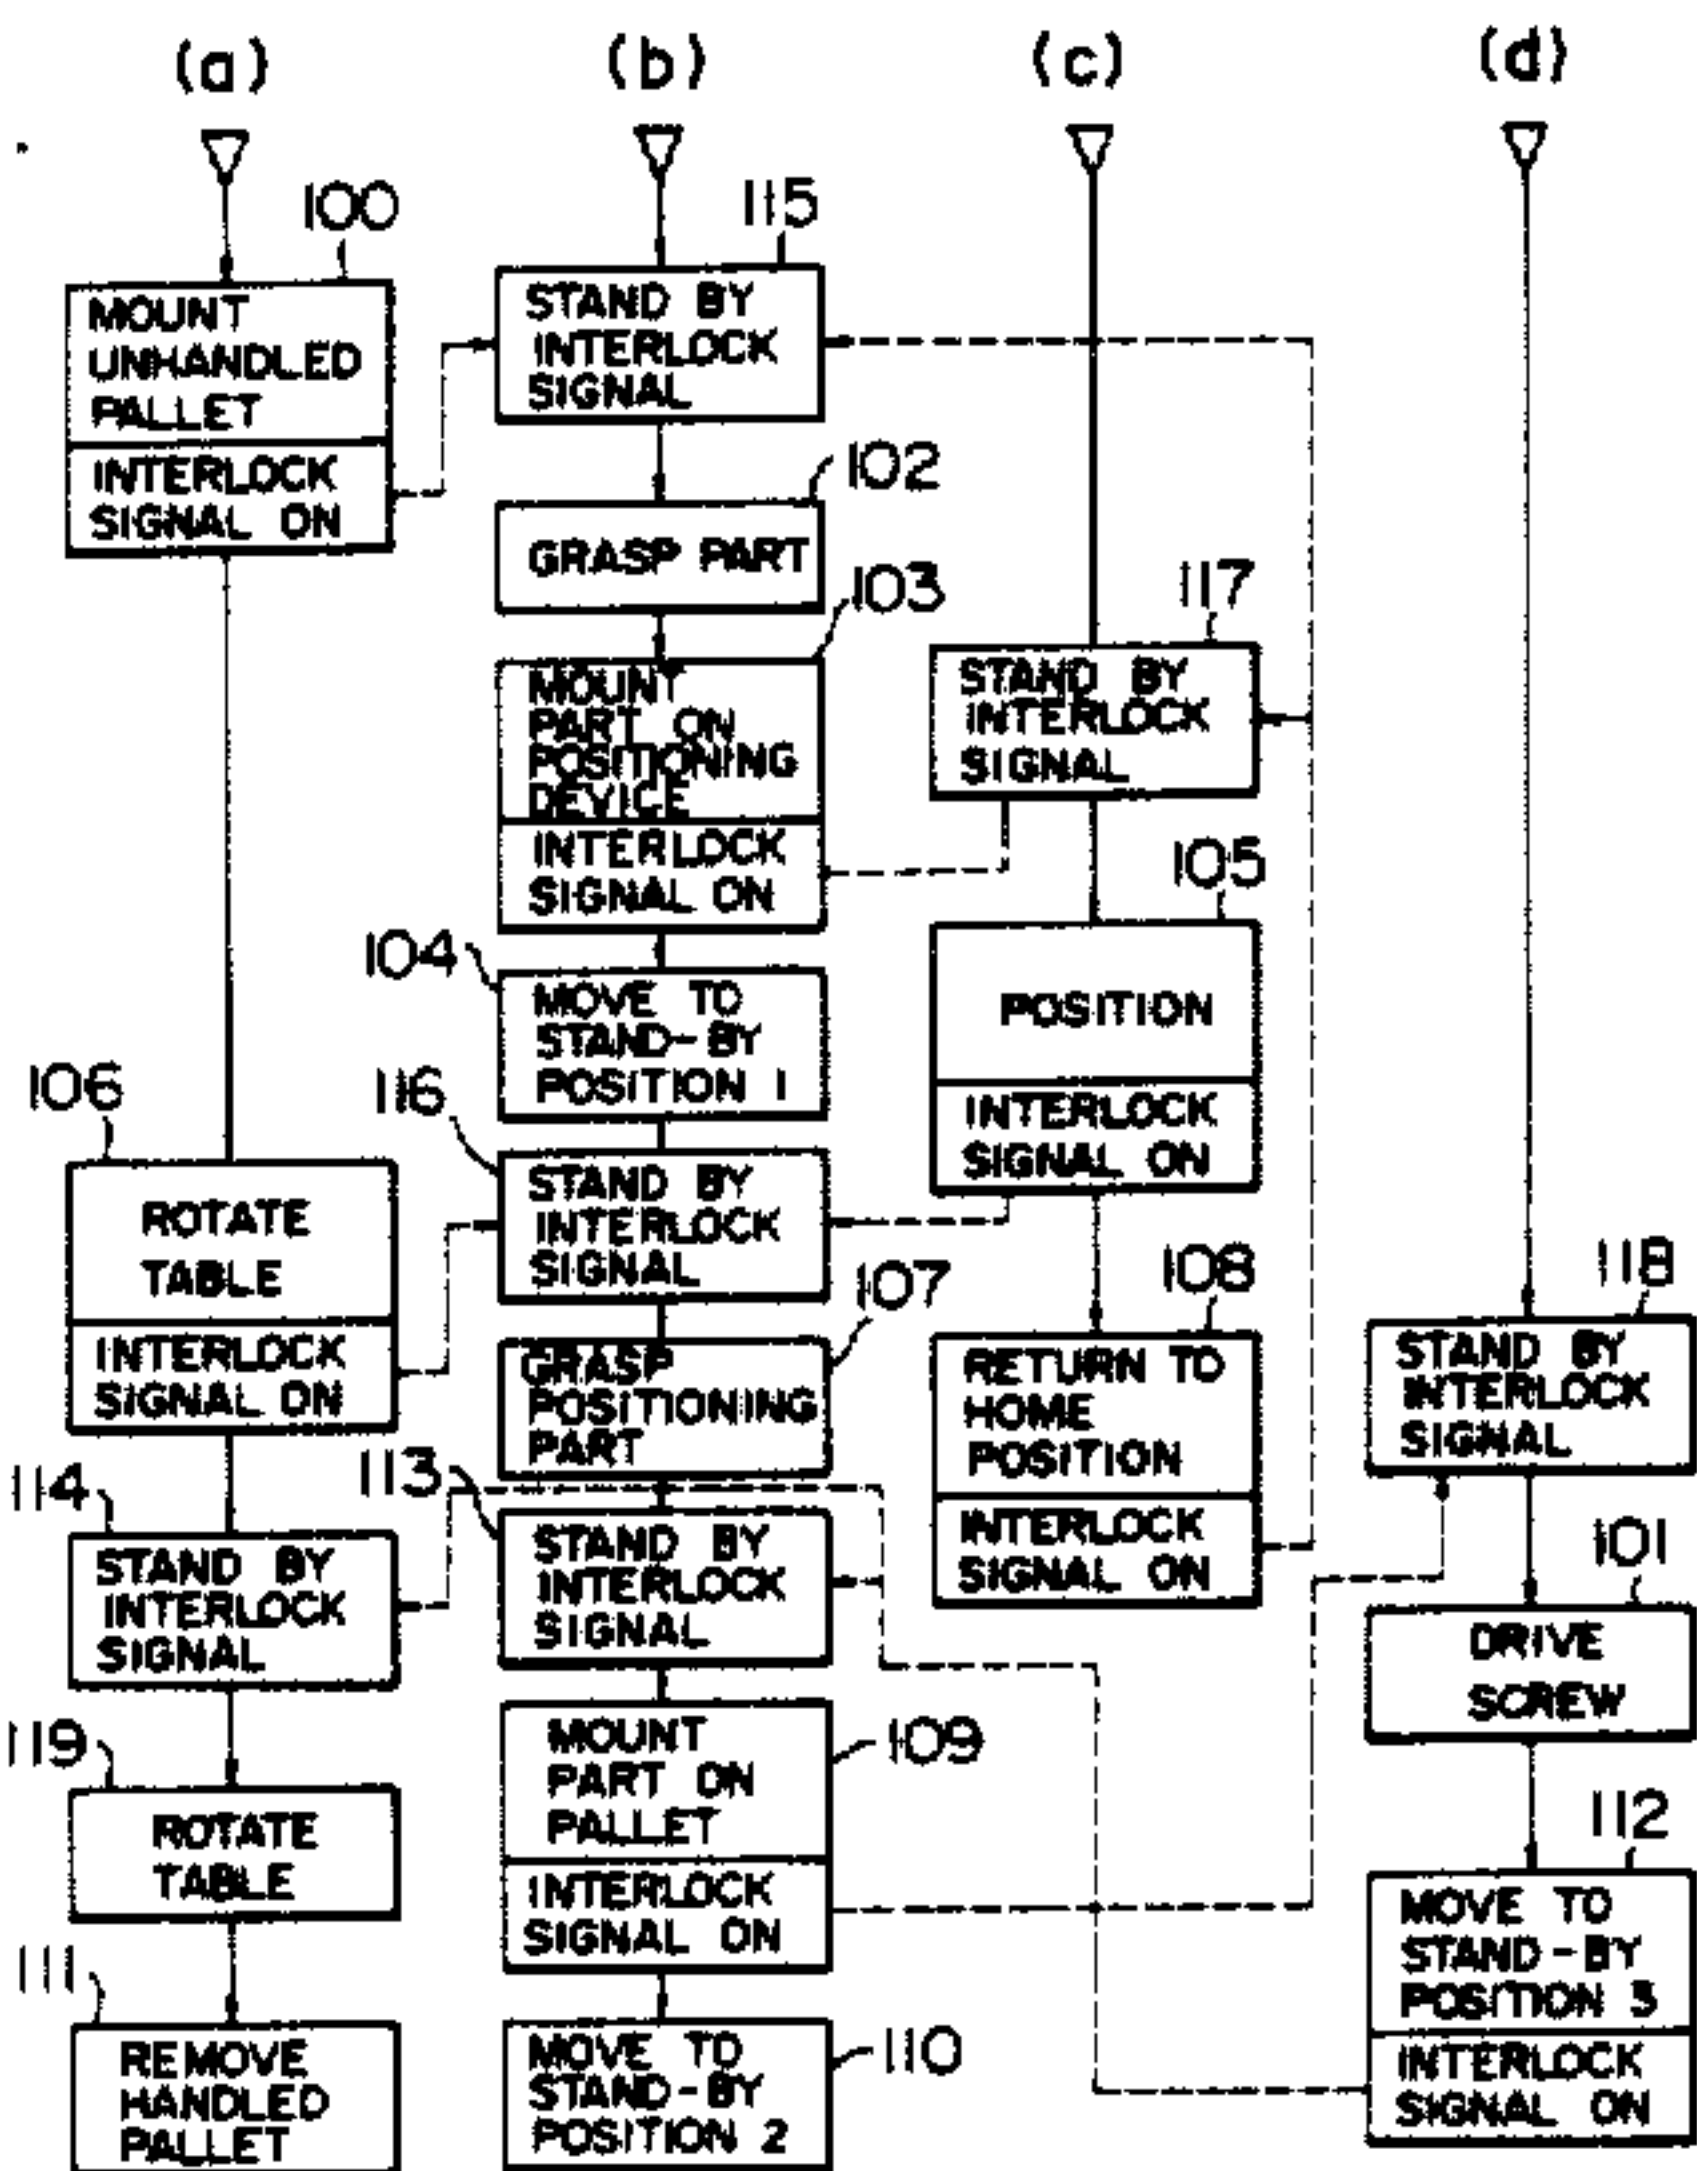 (a)
(b)
(c)
(d)
100
MOUNT
UNHANDLED
PALLET
INTERLOCK
SIGNAL ON
106
ROTATE
TABLE
INTERLOCK
SIGNAL ON
114
STAND BY
INTERLOCK
SIGNAL
119
ROTATE
TABLE
111
REMOVE
HANDLED
PALLET
115
STAND BY
INTERLOCK
SIGNAL
102
GRASP PART
103
MOUNT
PART ON
POSITIONING
DEVICE
INTERLOCK
SIGNAL ON
104
MOVE TO
STAND-BY
POSITION 1
116
STAND BY
INTERLOCK
SIGNAL
107
GRASP
POSITIONING
PART
113
STAND BY
INTERLOCK
SIGNAL
109
MOUNT
PART ON
PALLET
INTERLOCK
SIGNAL ON
110
MOVE TO
STAND-BY
POSITION 2
117
STAND BY
INTERLOCK
SIGNAL
105
POSITION
INTERLOCK
SIGNAL ON
108
RETURN TO
HOME
POSITION
INTERLOCK
SIGNAL ON
118
STAND BY
INTERLOCK
SIGNAL
101
DRIVE
SCREW
112
MOVE TO
STAND-BY
POSITION 3
INTERLOCK
SIGNAL ON